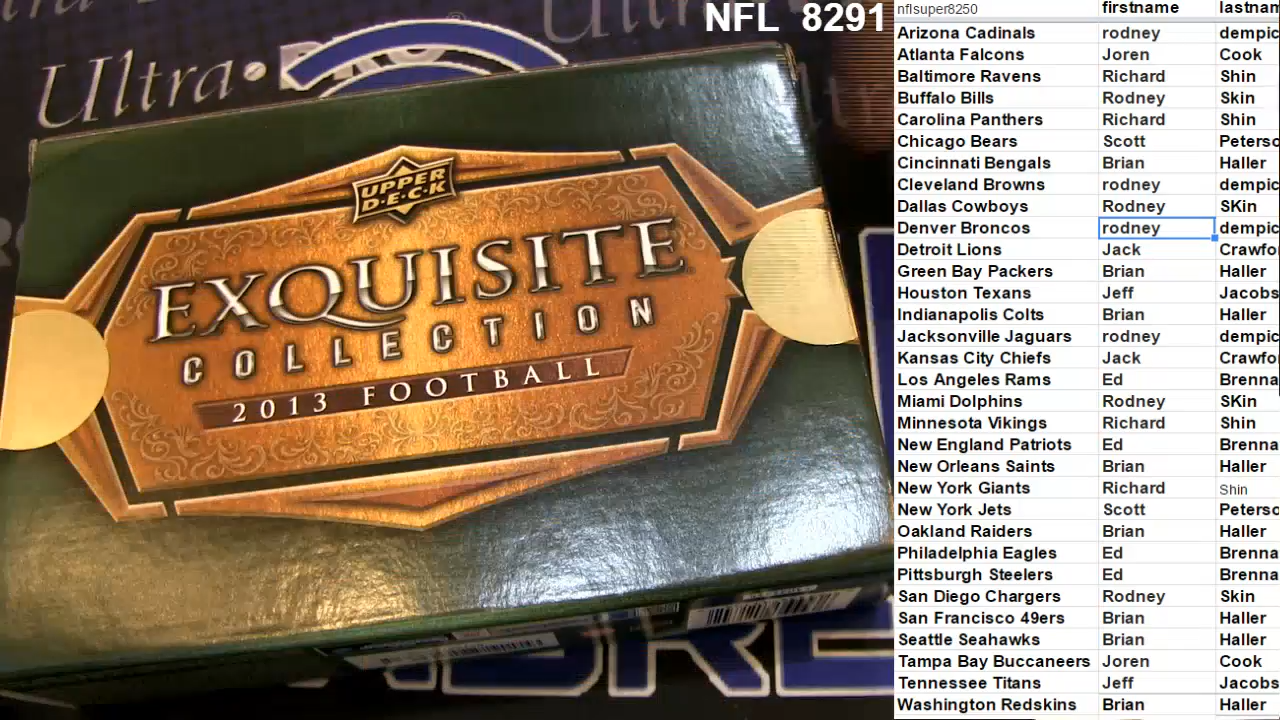 NFL 8291
Ultra PRO
UPPER
D·E·C·K
EXQUISITE
COLLECTION
2013 FOOTBALL
nflsuper8250 firstname lastnam
Arizona Cadinals rodney dempic
Atlanta Falcons Joren Cook
Baltimore Ravens Richard Shin
Buffalo Bills Rodney Skin
Carolina Panthers Richard Shin
Chicago Bears Scott Peterso
Cincinnati Bengals Brian Haller
Cleveland Browns rodney dempic
Dallas Cowboys Rodney SKin
Denver Broncos rodney dempic
Detroit Lions Jack Crawfo
Green Bay Packers Brian Haller
Houston Texans Jeff Jacobs
Indianapolis Colts Brian Haller
Jacksonville Jaguars rodney dempic
Kansas City Chiefs Jack Crawfo
Los Angeles Rams Ed Brenna
Miami Dolphins Rodney SKin
Minnesota Vikings Richard Shin
New England Patriots Ed Brenna
New Orleans Saints Brian Haller
New York Giants Richard Shin
New York Jets Scott Peterso
Oakland Raiders Brian Haller
Philadelphia Eagles Ed Brenna
Pittsburgh Steelers Ed Brenna
San Diego Chargers Rodney Skin
San Francisco 49ers Brian Haller
Seattle Seahawks Brian Haller
Tampa Bay Buccaneers Joren Cook
Tennessee Titans Jeff Jacobs
Washington Redskins Brian Haller